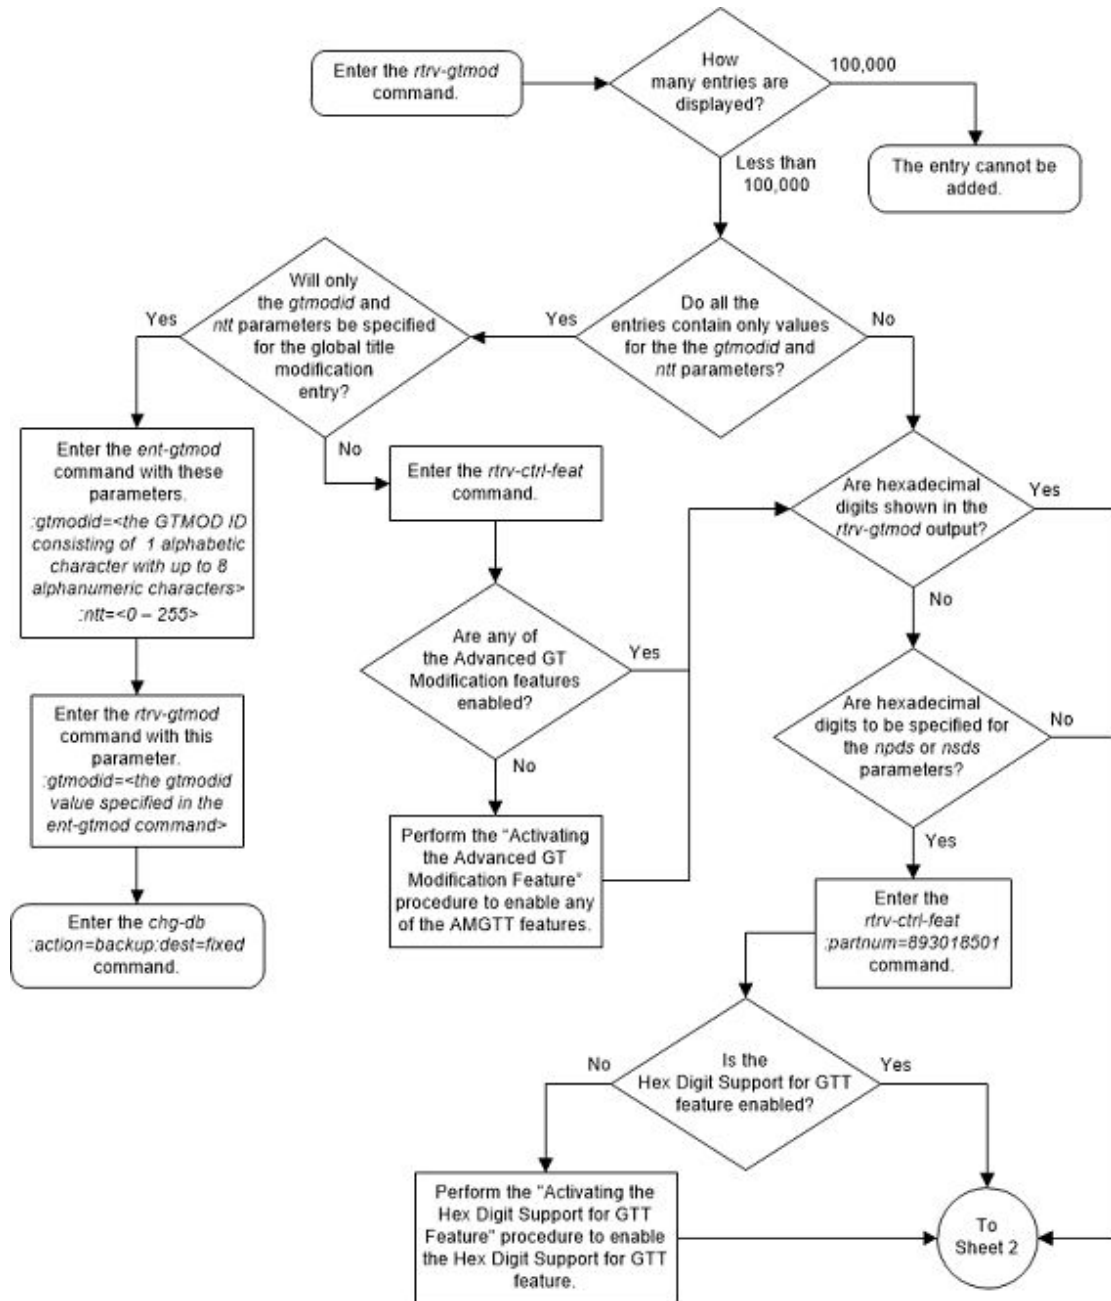 Enter the rtrv-gtmod
command.
How
many entries are
displayed?
100,000
The entry cannot be
added.
Less than
100,000
Do all the
entries contain only values
for the the gtmodid and
ntt parameters?
Yes
No
Will only
the gtmodid and
ntt parameters be specified
for the global title
modification
entry?
Yes
No
Enter the ent-gtmod
command with these
parameters.
:gtmodid=<the GTMOD ID
consisting of 1 alphabetic
character with up to 8
alphanumeric characters>
:ntt=<0 – 255>
Enter the rtrv-gtmod
command with this
parameter.
:gtmodid=<the gtmodid
value specified in the
ent-gtmod command>
Enter the chg-db
:action=backup:dest=fixed
command.
Enter the rtrv-ctrl-feat
command.
Are any of
the Advanced GT
Modification features
enabled?
Yes
No
Perform the "Activating
the Advanced GT
Modification Feature"
procedure to enable any
of the AMGTT features.
Are hexadecimal
digits shown in the
rtrv-gtmod output?
Yes
No
Are hexadecimal
digits to be specified for
the npds or nsds
parameters?
No
Yes
Enter the
rtrv-ctrl-feat
:partnum=893018501
command.
Is the
Hex Digit Support for GTT
feature enabled?
No
Yes
Perform the "Activating the
Hex Digit Support for GTT
Feature" procedure to enable
the Hex Digit Support for GTT
feature.
To
Sheet 2